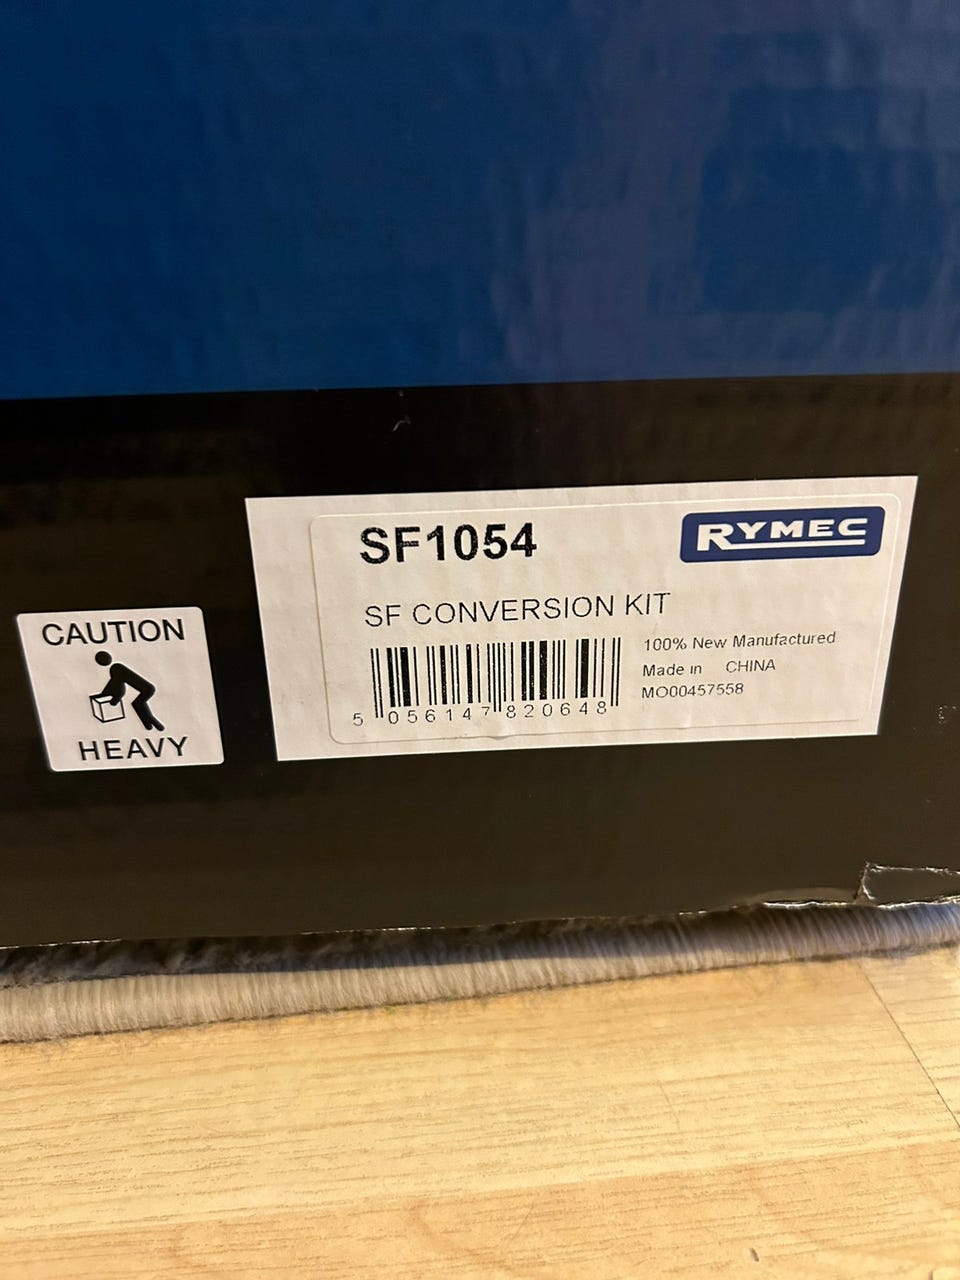 SF1054
RYMEC
SF CONVERSION KIT
100% New Manufactured
Made in CHINA
MO00457558
5 056147 820648
CAUTION
HEAVY